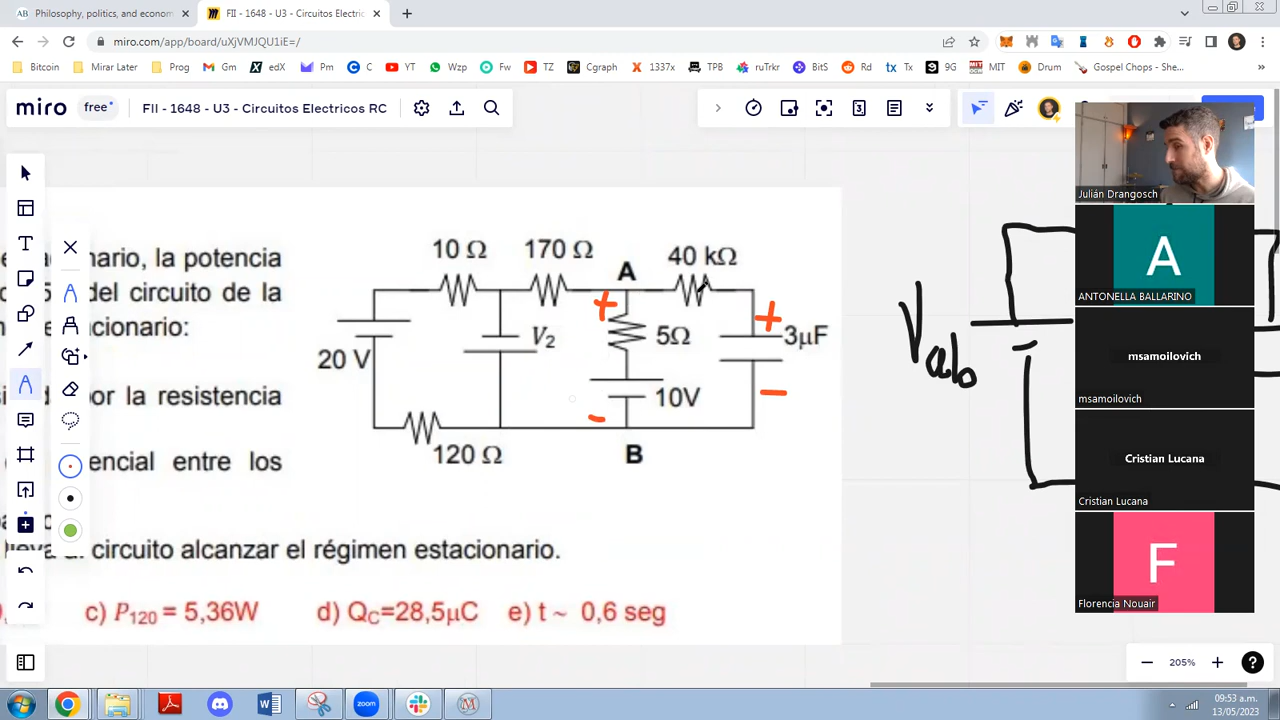 Philosophy, politics, and econom
FII - 1648 - U3 - Circuitos Electric
miro.com/app/board/uXjVMJQU1iE=/
Bitcoin Mirar Later Prog Gm edX Pm C YT Wzp Fw TZ Cgraph 1337x TPB ruTrkr BitS Rd Tx 9G MIT Drum Gospel Chops - She...
miro free FII - 1648 - U3 - Circuitos Electricos RC
Julián Drangosch
A
ANTONELLA BALLARINO
msamoilovich
msamoilovich
Cristian Lucana
Cristian Lucana
F
Florencia Nouair
nario, la potencia
del circuito de la
nario:
por la resistencia
encial entre los
circuito alcanzar el régimen estacionario.
10 Ω 170 Ω A 40 kΩ
+ +
20 V V2 5Ω 3μF
10V
- -
120 Ω B
Vab
c) P120 = 5,36W d) QC=28,5μC e) t ~ 0,6 seg
205%
09:53 a.m.
13/05/2023